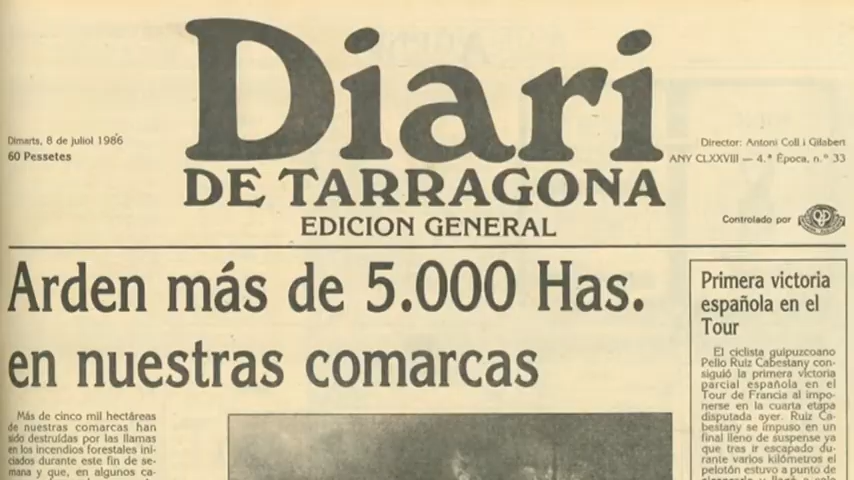 Diari
DE TARRAGONA
EDICION GENERAL
Dimarts, 8 de juliol 1986
60 Pessetes
Director: Antoni Coll i Gilabert
ANY CLXXVIII — 4.ª Època, n.º 33
Controlado por
OJD
Arden más de 5.000 Has.
en nuestras comarcas
Más de cinco mil hectáreas
de nuestras comarcas han
sido destruídas por las llamas
en los incendios forestales ini-
ciados durante este fin de se-
mana y que, en algunos ca-
Primera victoria
española en el
Tour
El ciclista guipuzcoano
Pello Ruiz Cabestany con-
siguió la primera victoria
parcial española en el
Tour de Francia al impo-
nerse en la cuarta etapa
disputada ayer. Ruiz Ca-
bestany se impuso en un
final lleno de suspense ya
que tras ir escapado du-
rante varios kilómetros el
pelotón estuvo a punto de